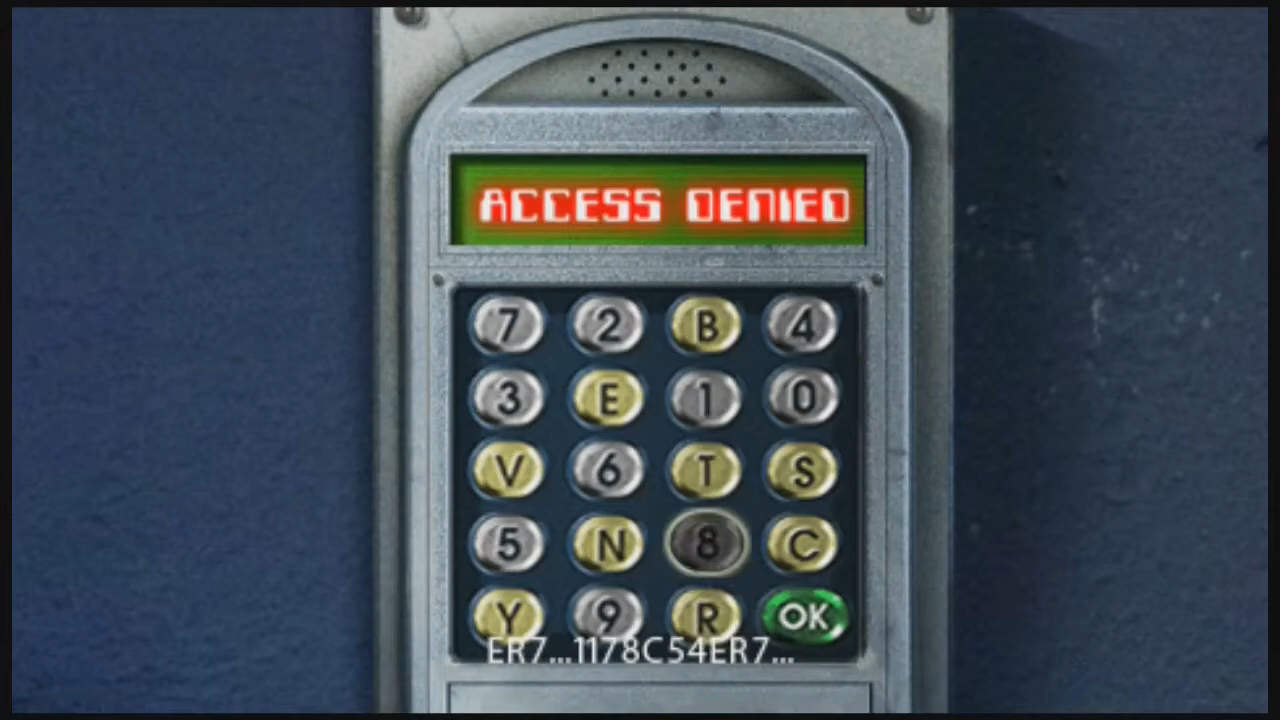 ACCESS DENIED
7 2 B 4
3 E 1 0
V 6 T S
5 N 8 C
Y 9 R OK
ER7...1178C54ER7...